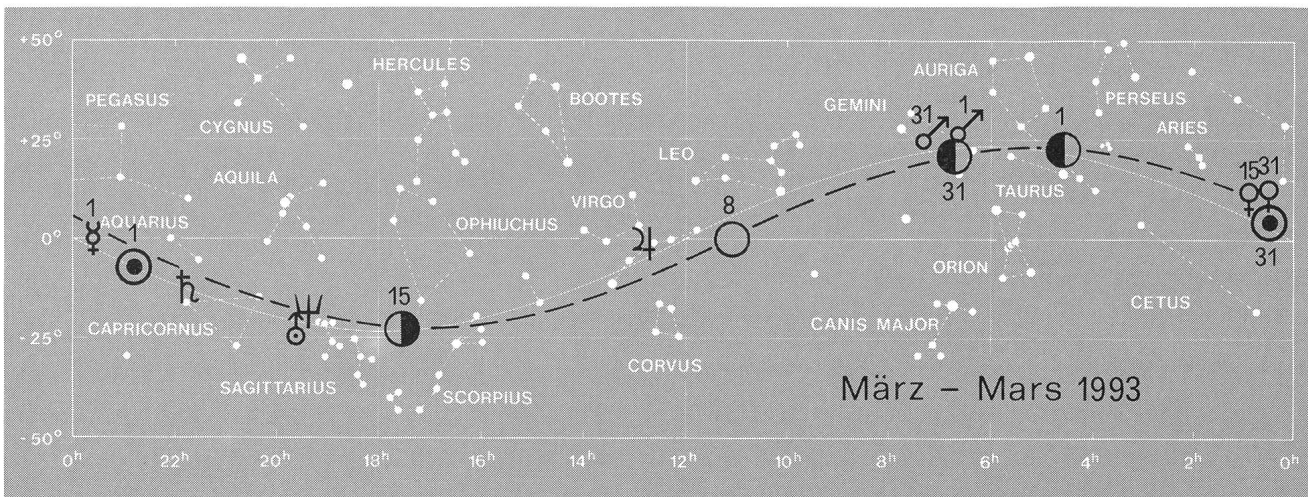 +50°
HERCULES
AURIGA
PEGASUS
BOOTES
GEMINI
31
1
1
PERSEUS
CYGNUS
+25°
ARIES
LEO
AQUILA
31
TAURUS
15
31
1
AQUARIUS
1
OPHIUCHUS
VIRGO
8
0°
31
ORION
15
CETUS
CAPRICORNUS
CANIS MAJOR
-25°
CORVUS
SAGITTARIUS
SCORPIUS
März – Mars 1993
-50°
0h 22h 20h 18h 16h 14h 12h 10h 8h 6h 4h 2h 0h